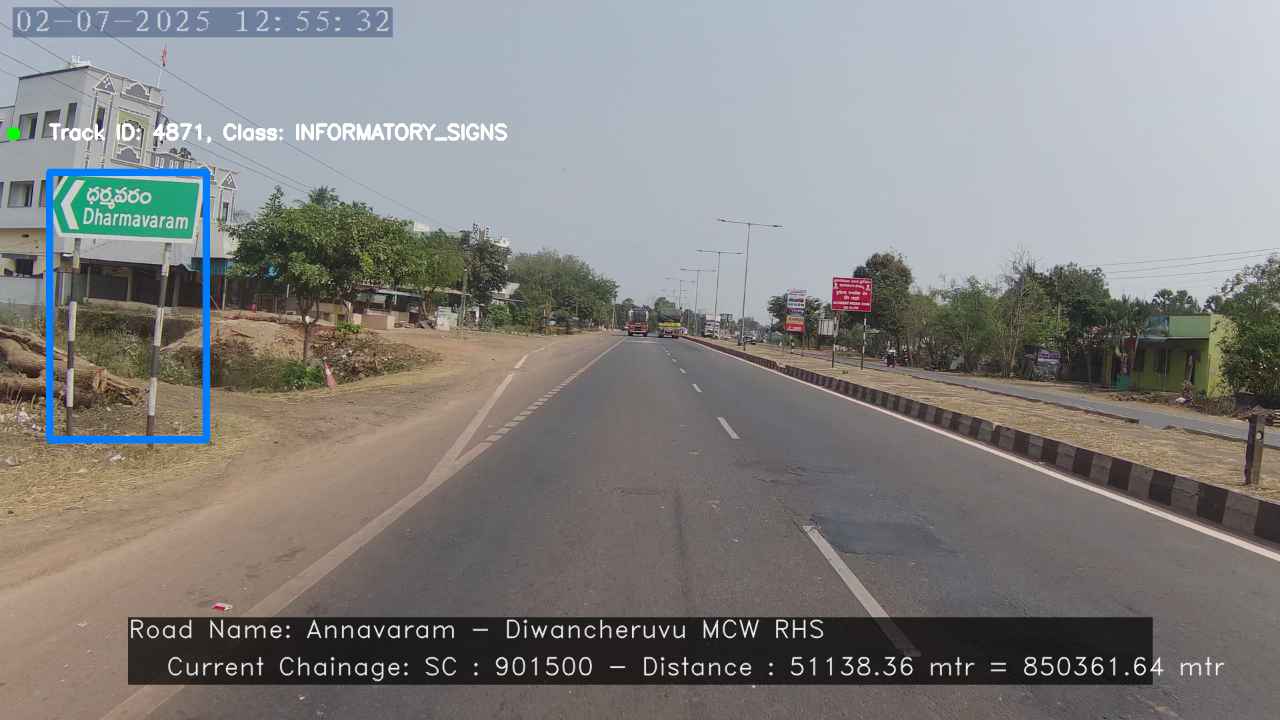 02-07-2025 12:55:32
Track ID: 4871, Class: INFORMATORY_SIGNS
ధర్మవరం
Dharmavaram
Road Name: Annavaram - Diwancheruvu MCW RHS
Current Chainage: SC : 901500 - Distance : 51138.36 mtr = 850361.64 mtr